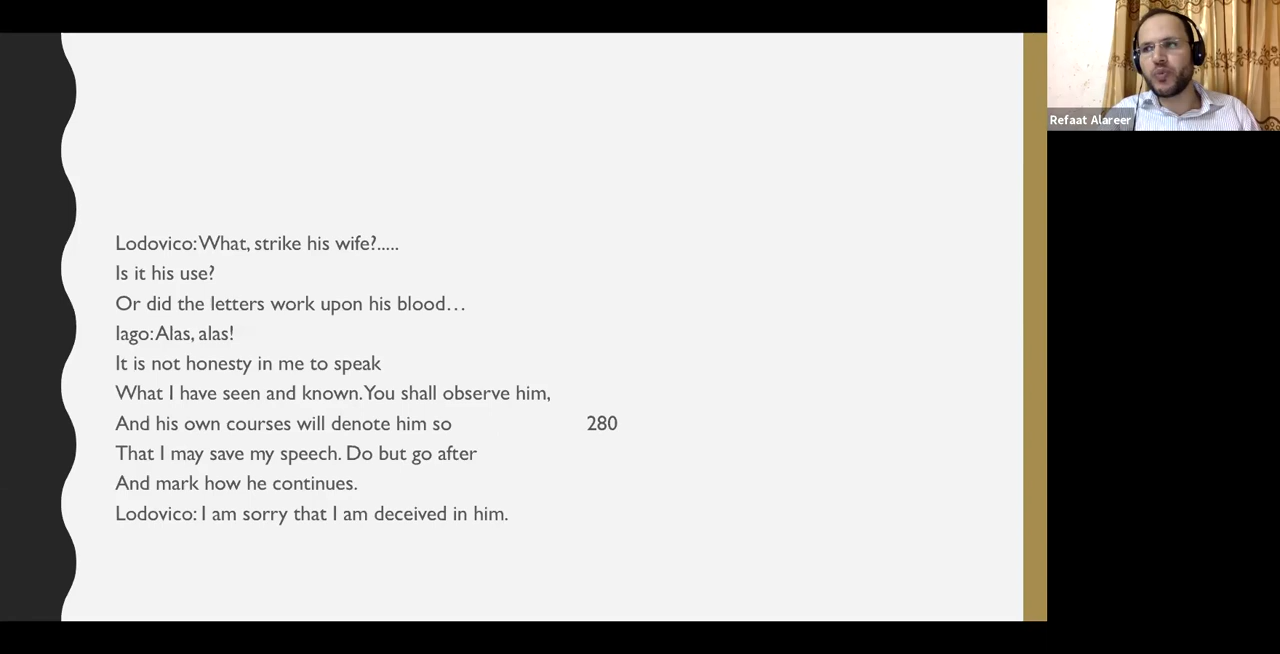 Lodovico: What, strike his wife?.....
Is it his use?
Or did the letters work upon his blood…
Iago: Alas, alas!
It is not honesty in me to speak
What I have seen and known. You shall observe him,
And his own courses will denote him so 280
That I may save my speech. Do but go after
And mark how he continues.
Lodovico: I am sorry that I am deceived in him.
Refaat Alareer